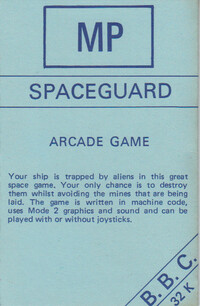 MP
SPACEGUARD
ARCADE GAME
Your ship is trapped by aliens in this great
space game. Your only chance is to destroy
them whilst avoiding the mines that are being
laid. The game is written in machine code,
uses Mode 2 graphics and sound and can be
played with or without joysticks.
B.B.C.
32K